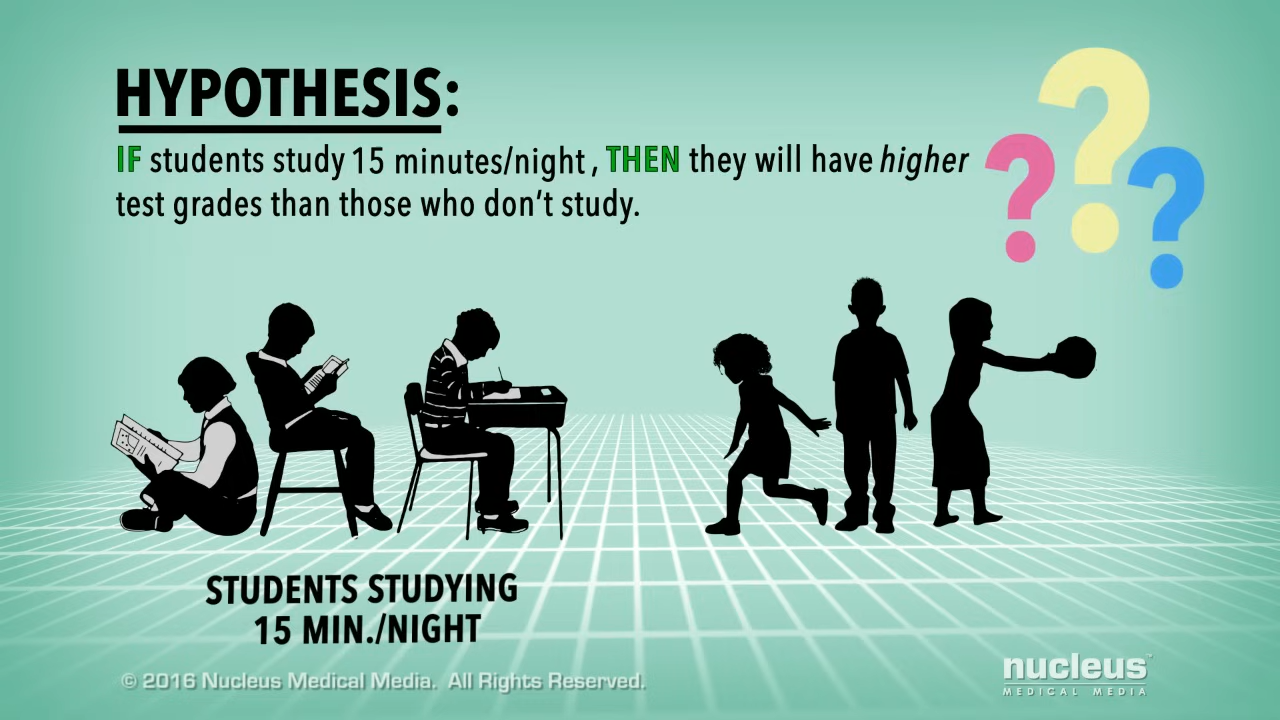 HYPOTHESIS:
IF students study 15 minutes/night, THEN they will have higher
test grades than those who don't study.
? ? ?
STUDENTS STUDYING
15 MIN./NIGHT
© 2016 Nucleus Medical Media. All Rights Reserved.
nucleus™
MEDICAL MEDIA